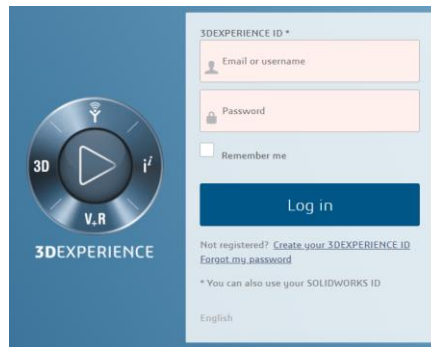 3DEXPERIENCE ID *
Email or username
Password
Remember me
Log in
Not registered? Create your 3DEXPERIENCE ID
Forgot my password
* You can also use your SOLIDWORKS ID
English
3D
i i
V+R
3DEXPERIENCE